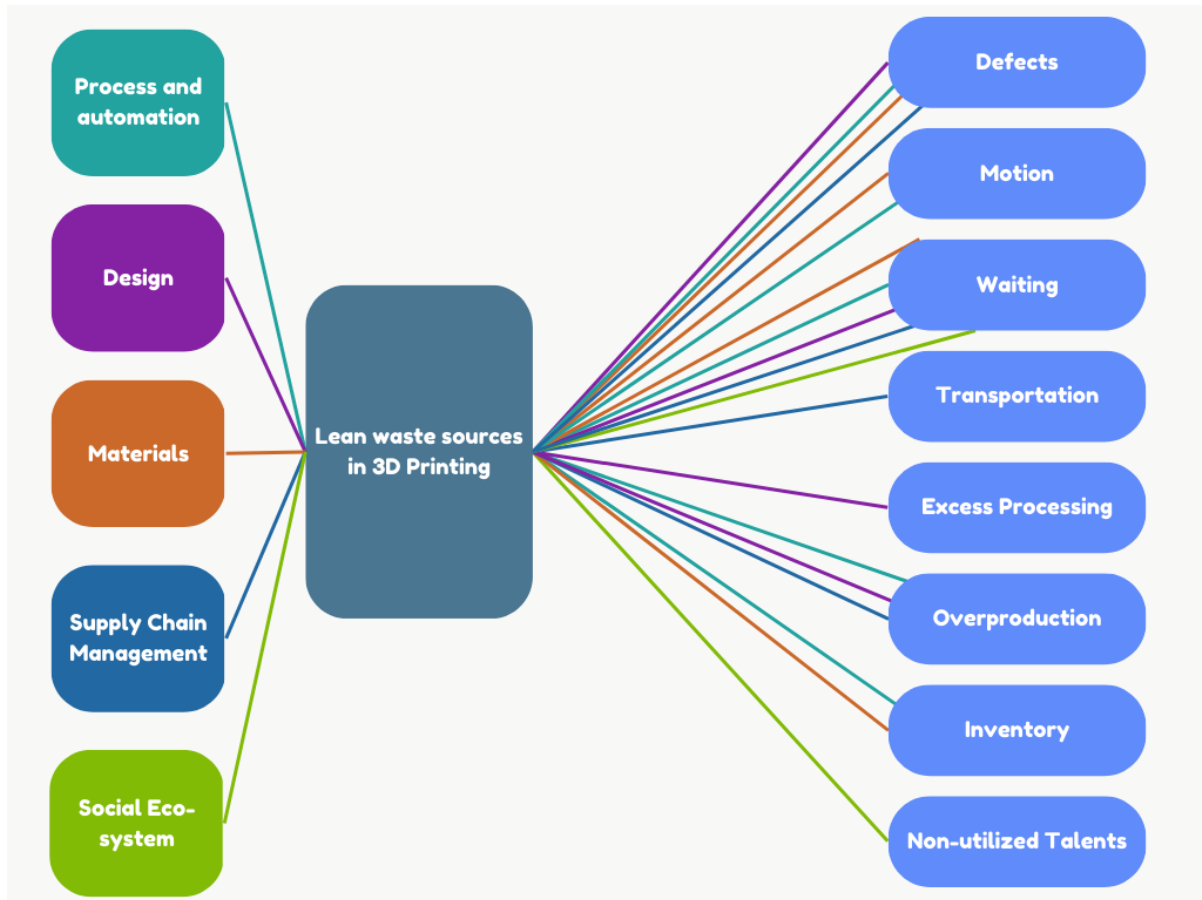 Process and
automation
Design
Materials
Supply Chain
Management
Social Eco-
system
Lean waste sources
in 3D Printing
Defects
Motion
Waiting
Transportation
Excess Processing
Overproduction
Inventory
Non-utilized Talents